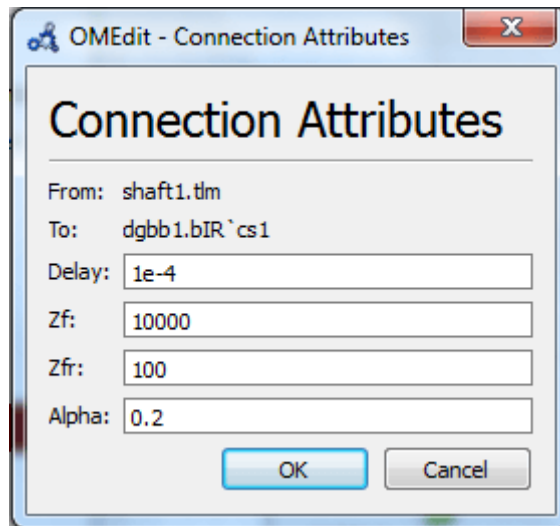 OMEdit - Connection Attributes
Connection Attributes
From: shaft1.tlm
To: dgbb1.bIR`cs1
Delay: 1e-4
Zf: 10000
Zfr: 100
Alpha: 0.2
OK Cancel